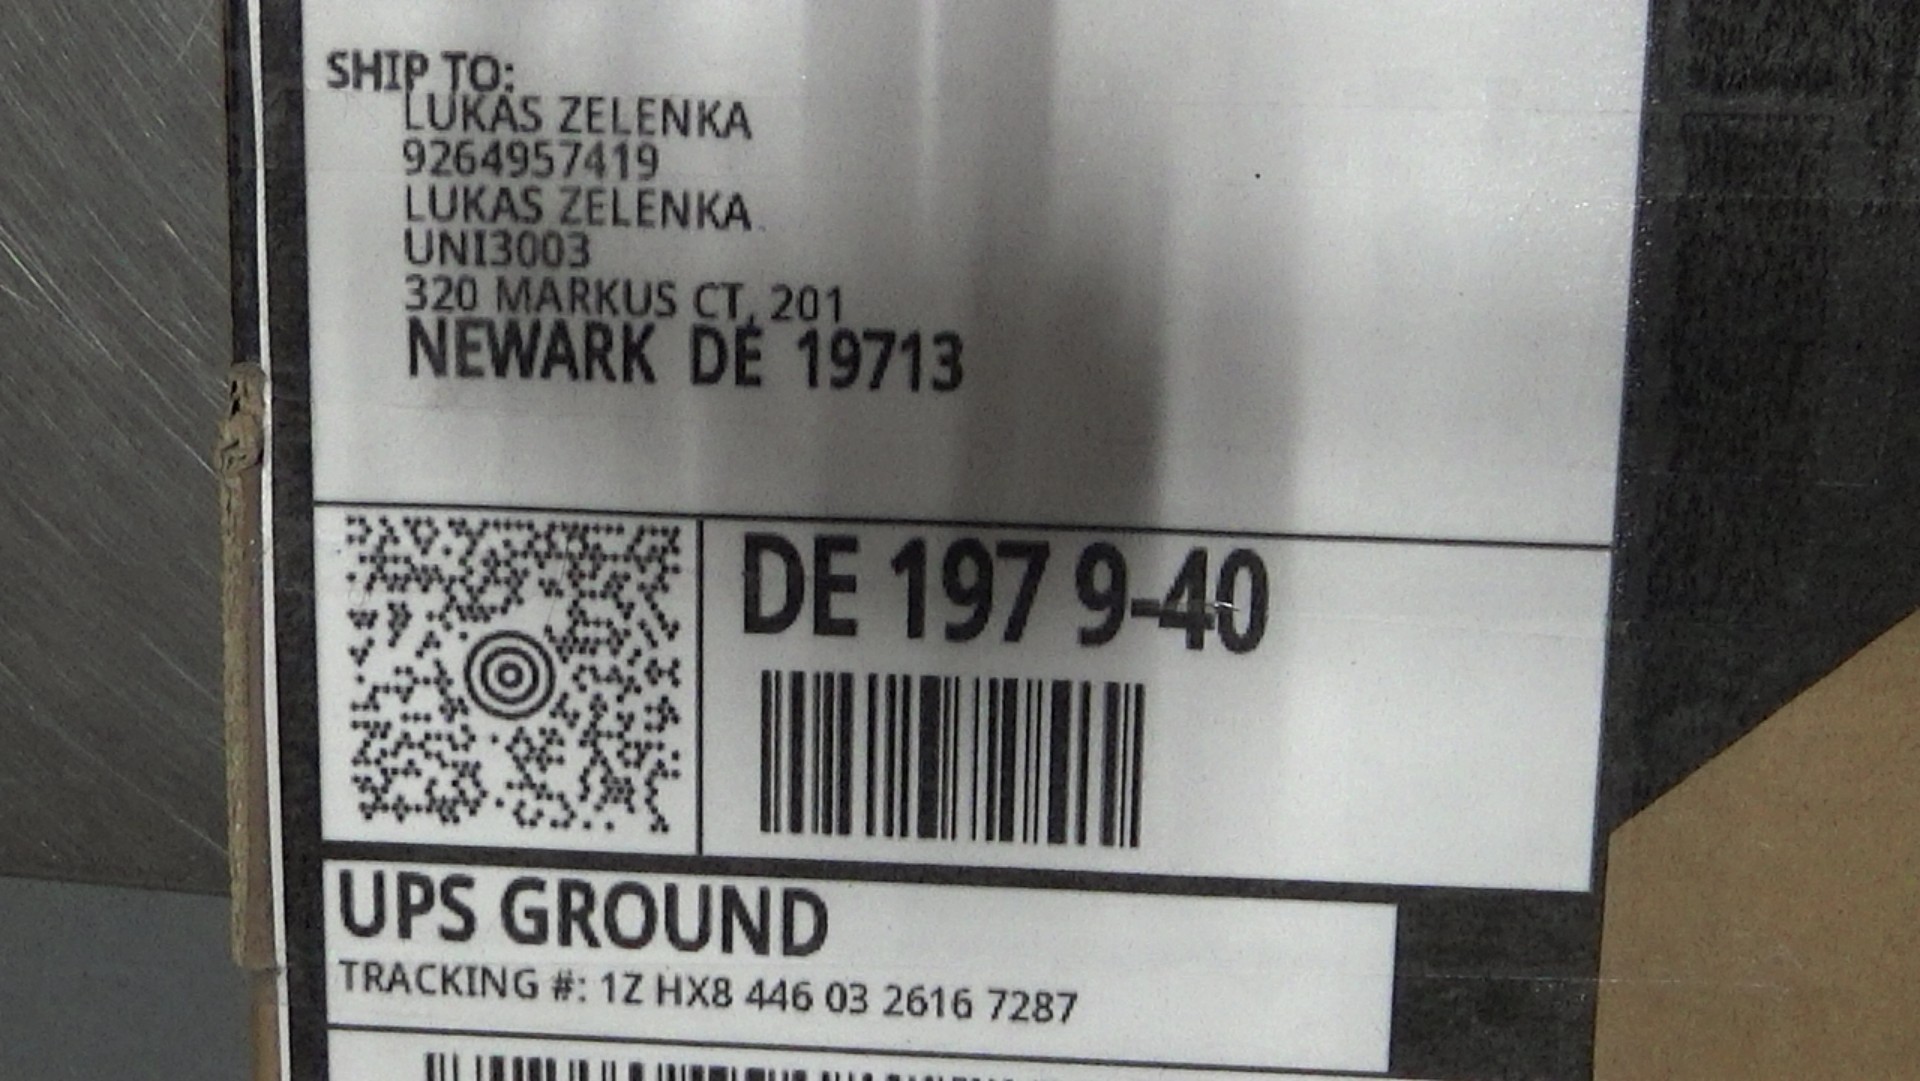 SHIP TO:
LUKAS ZELENKA
9264957419
LUKAS ZELENKA
UNI3003
320 MARKUS CT, 201
NEWARK DE 19713
DE 197 9-40
UPS GROUND
TRACKING #: 1Z HX8 446 03 2616 7287